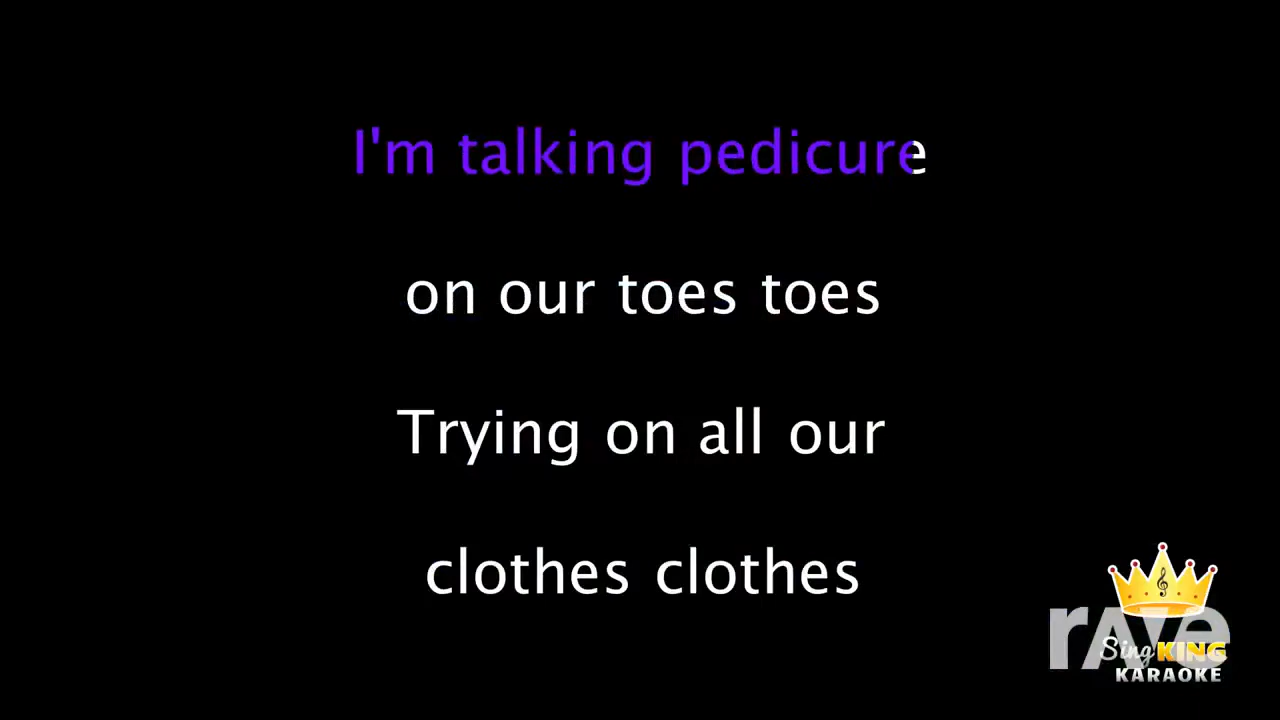 I'm talking pedicure
on our toes toes
Trying on all our
clothes clothes
rAVe
Sing KING
KARAOKE